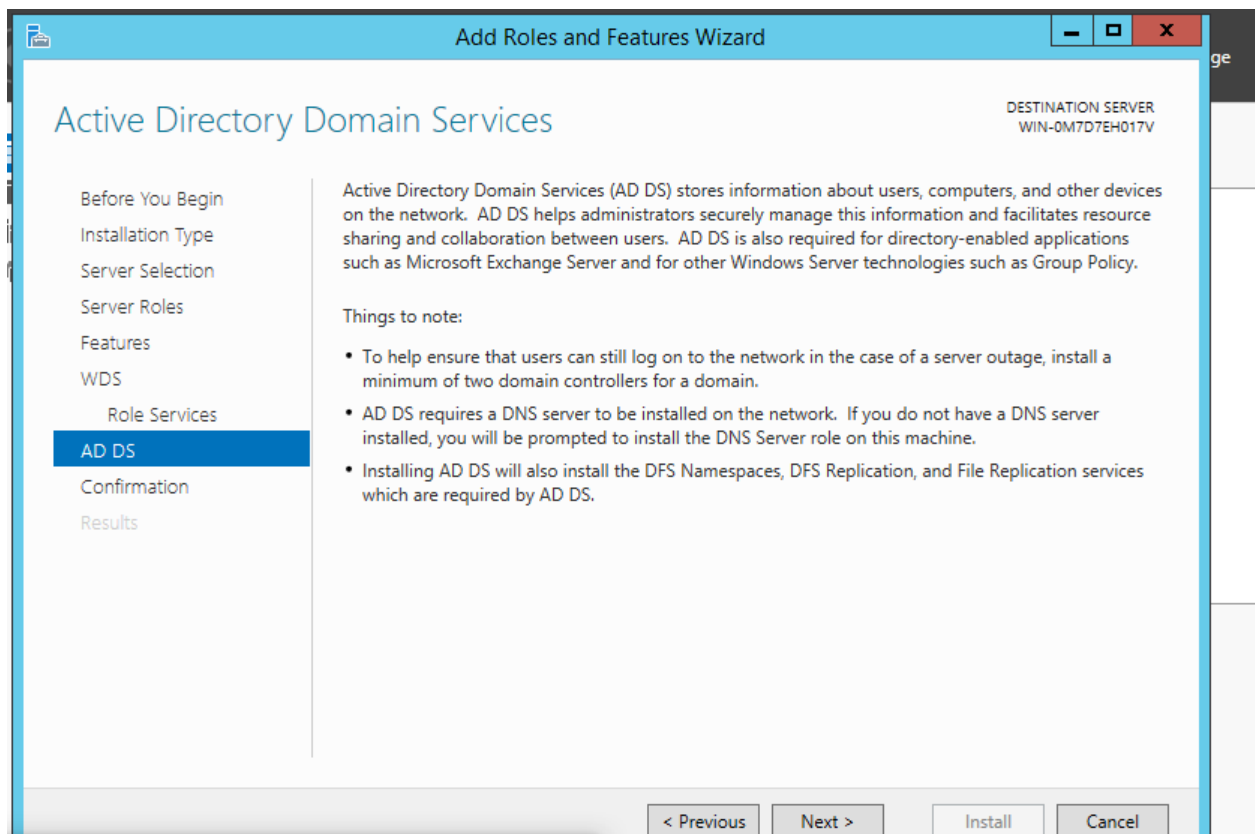 Add Roles and Features Wizard
ge
Active Directory Domain Services
DESTINATION SERVER
WIN-0M7D7EH017V
Before You Begin
Installation Type
Server Selection
Server Roles
Features
WDS
Role Services
AD DS
Confirmation
Results
Active Directory Domain Services (AD DS) stores information about users, computers, and other devices
on the network.  AD DS helps administrators securely manage this information and facilitates resource
sharing and collaboration between users.  AD DS is also required for directory-enabled applications
such as Microsoft Exchange Server and for other Windows Server technologies such as Group Policy.
Things to note:
• To help ensure that users can still log on to the network in the case of a server outage, install a
minimum of two domain controllers for a domain.
• AD DS requires a DNS server to be installed on the network.  If you do not have a DNS server
installed, you will be prompted to install the DNS Server role on this machine.
• Installing AD DS will also install the DFS Namespaces, DFS Replication, and File Replication services
which are required by AD DS.
< Previous
Next >
Install
Cancel